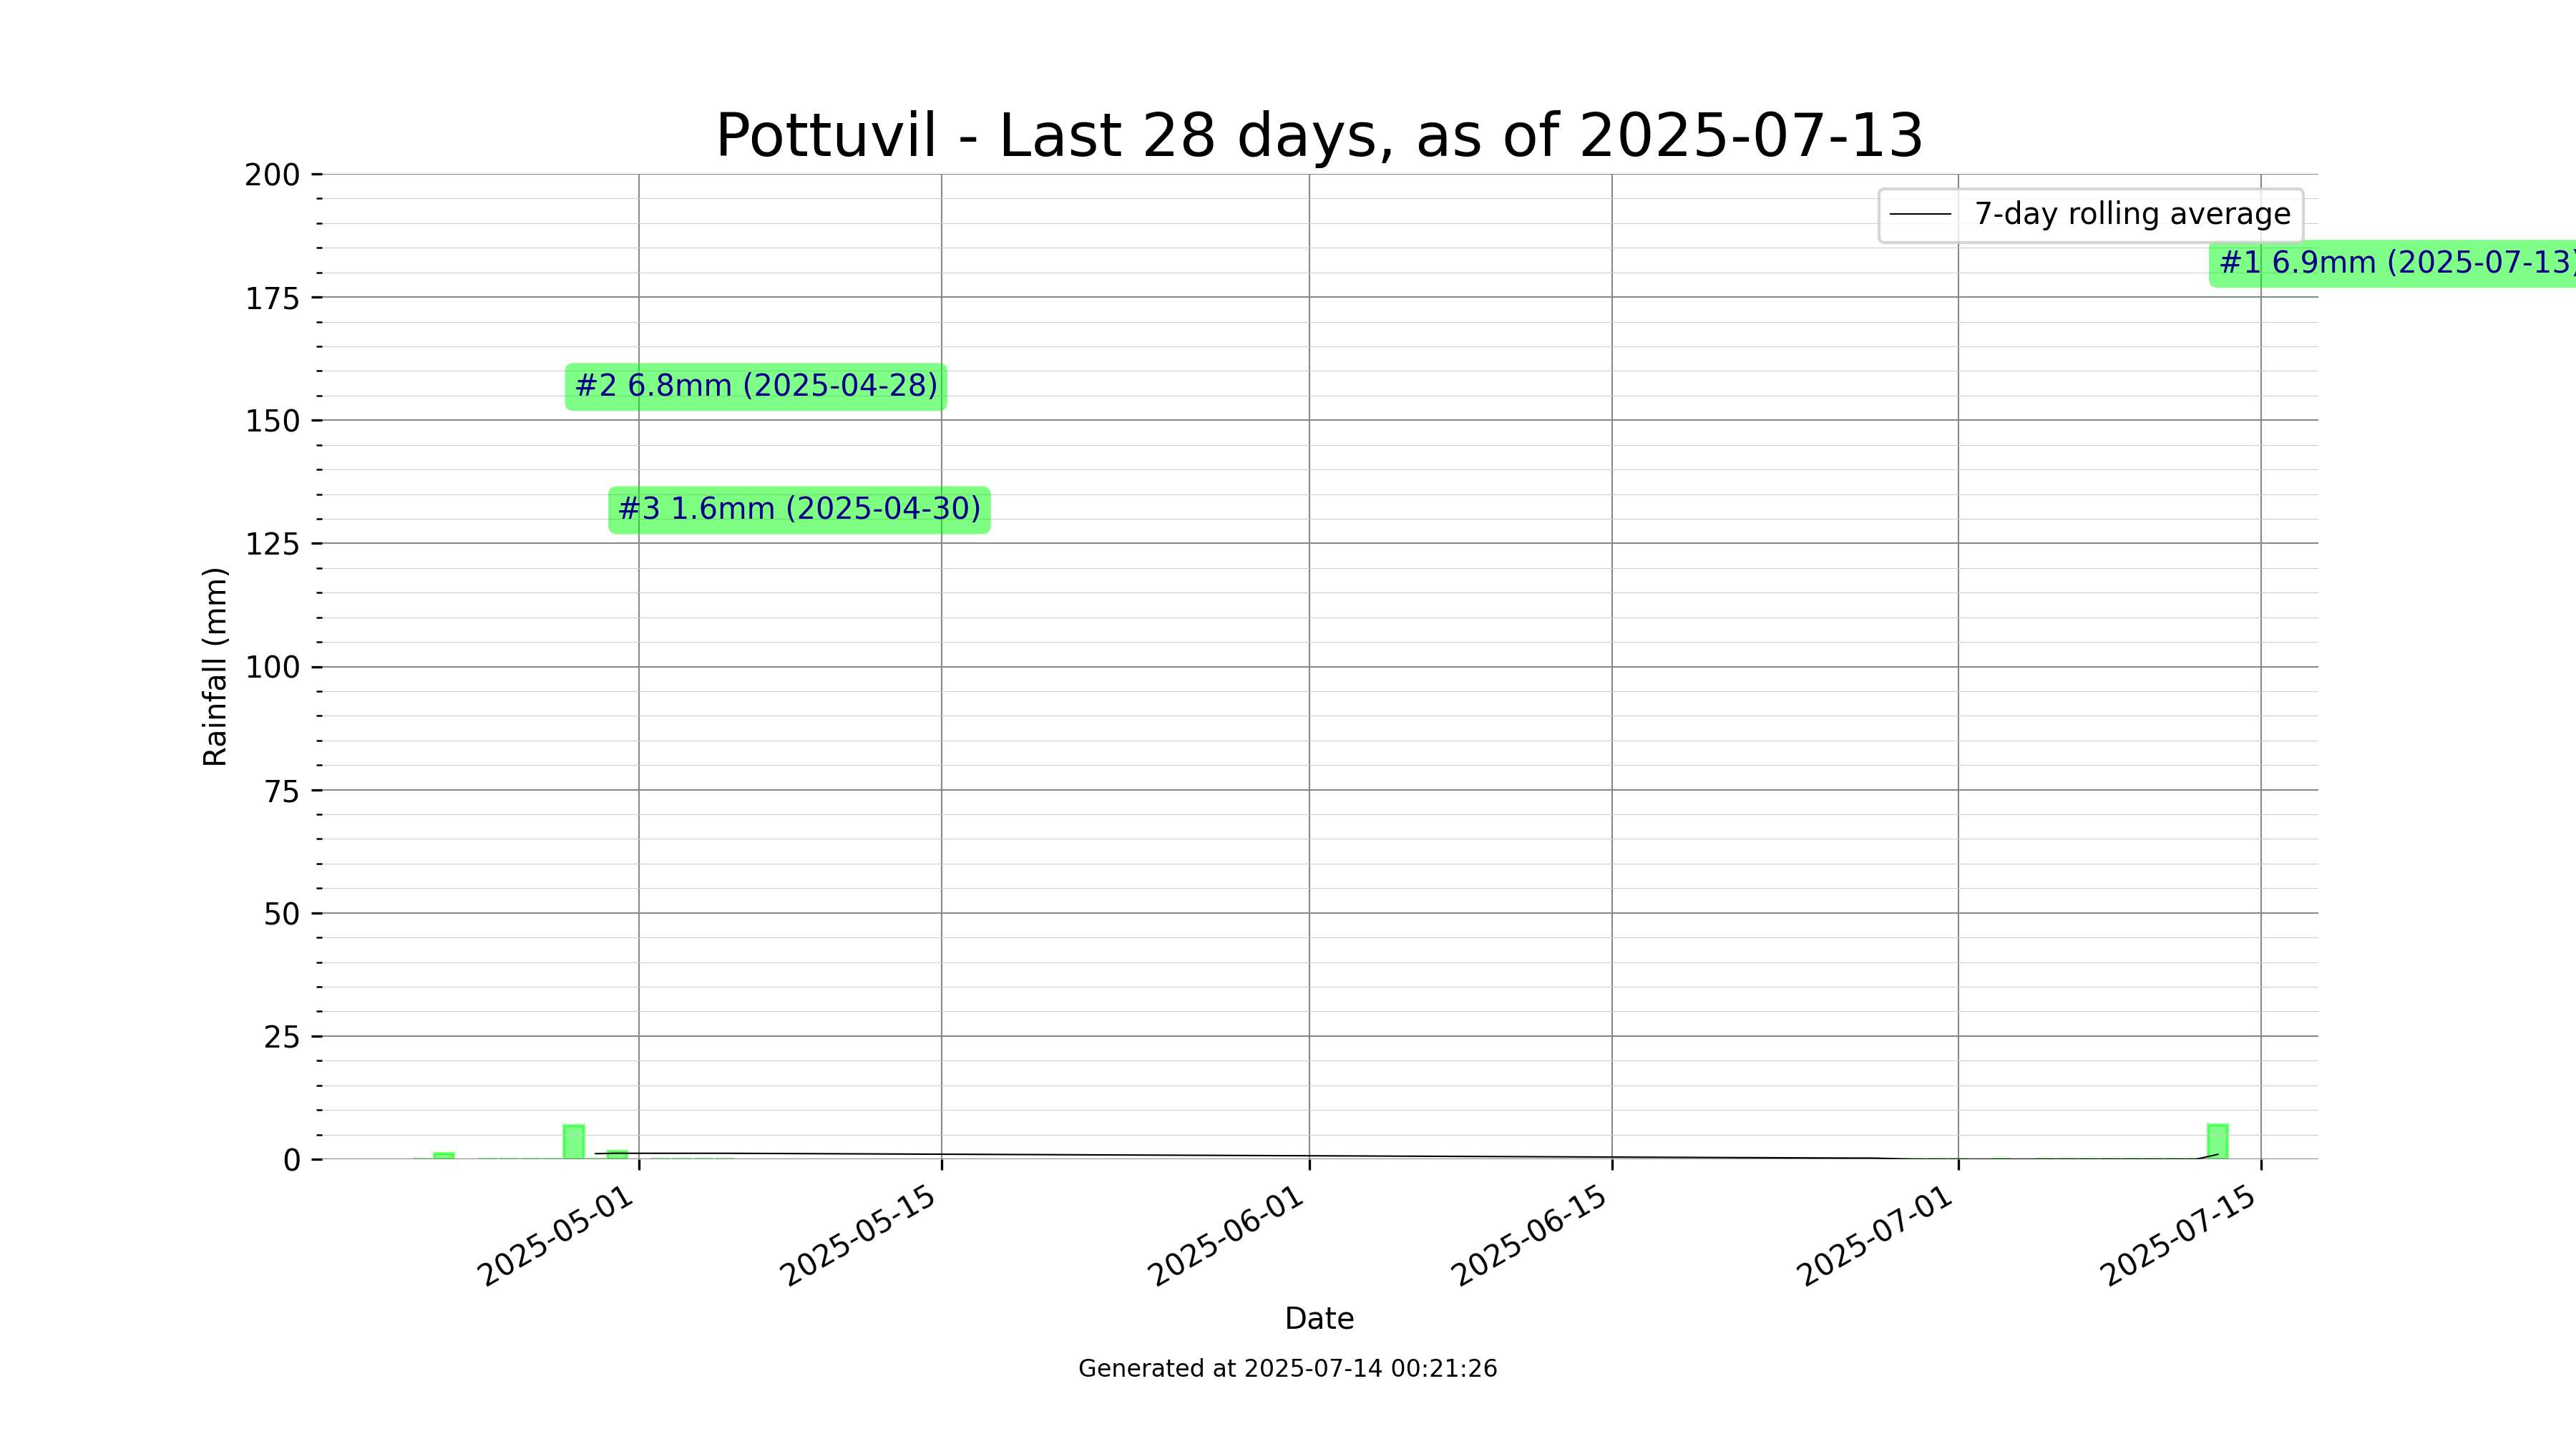 Pottuvil - Last 28 days, as of 2025-07-13
200
175
150
125
100
75
50
25
0
Rainfall (mm)
7-day rolling average
#1 6.9mm (2025-07-13)
#2 6.8mm (2025-04-28)
#3 1.6mm (2025-04-30)
2025-05-01
2025-05-15
2025-06-01
2025-06-15
2025-07-01
2025-07-15
Date
Generated at 2025-07-14 00:21:26